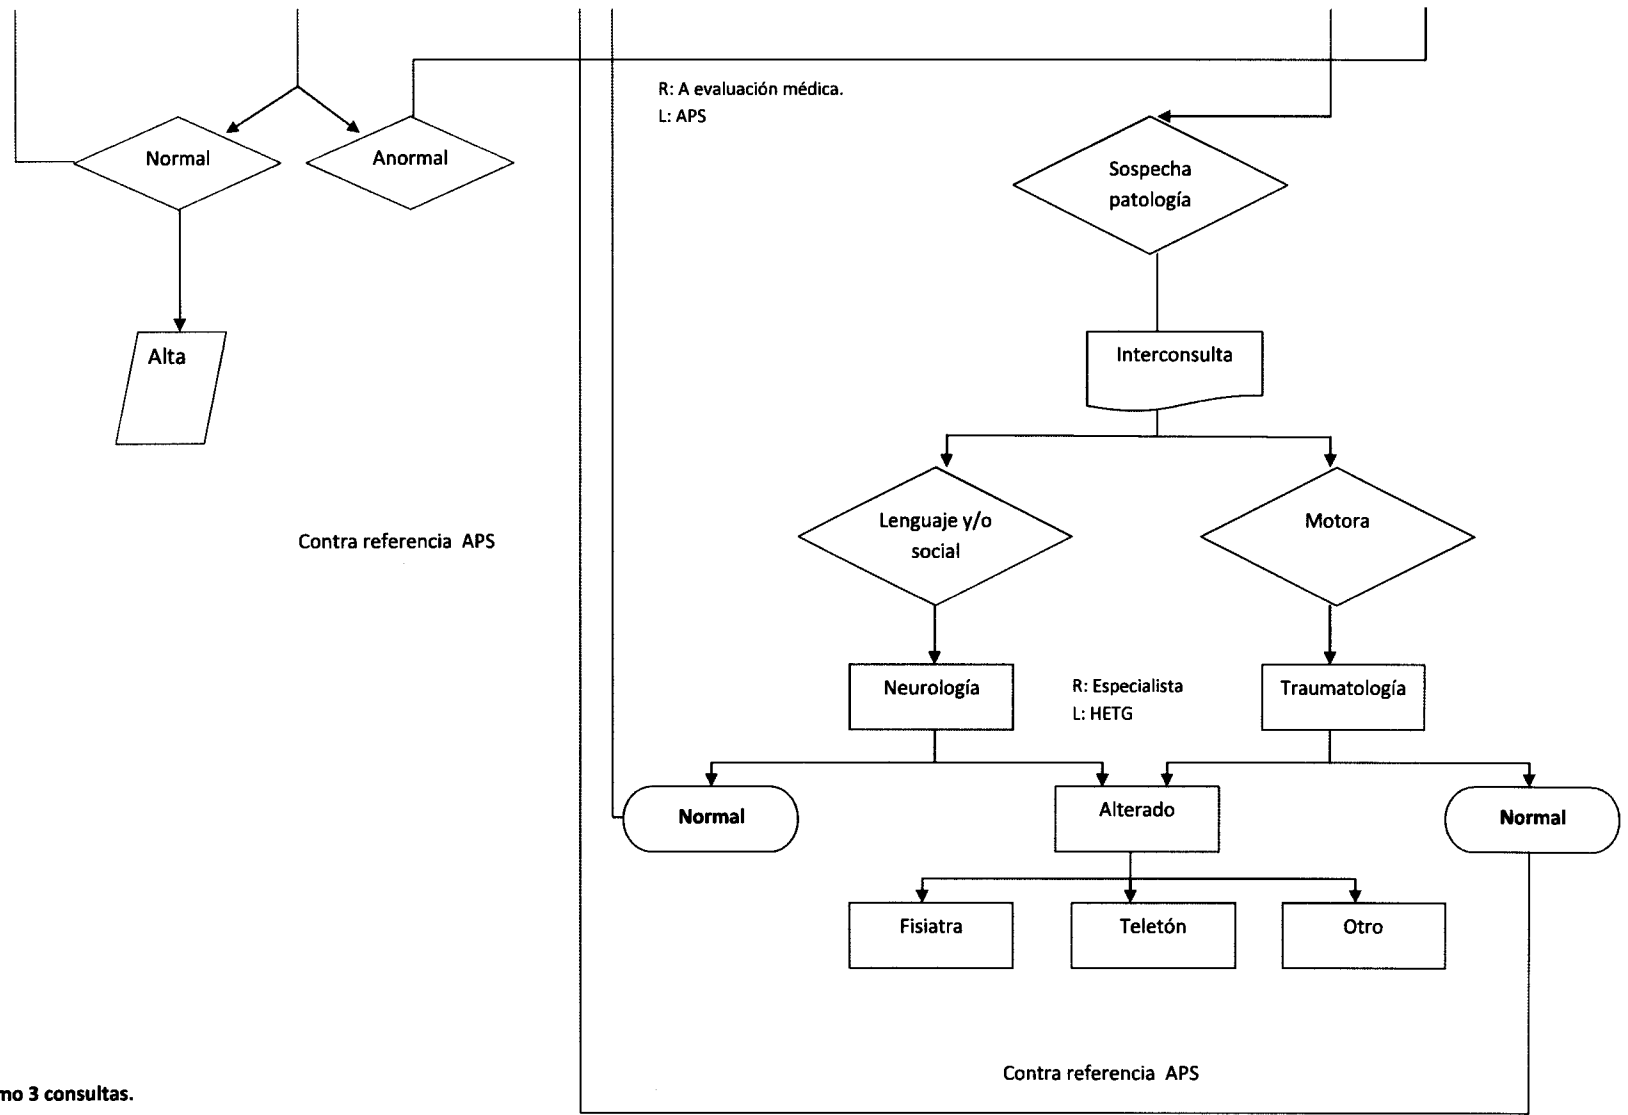 R: A evaluación médica.
L: APS
Normal
Anormal
Sospecha
patología
Alta
Interconsulta
Lenguaje y/o
social
Motora
Contra referencia APS
Neurología
R: Especialista
L: HETG
Traumatología
Normal
Alterado
Normal
Fisiatra
Teletón
Otro
Contra referencia APS
mo 3 consultas.